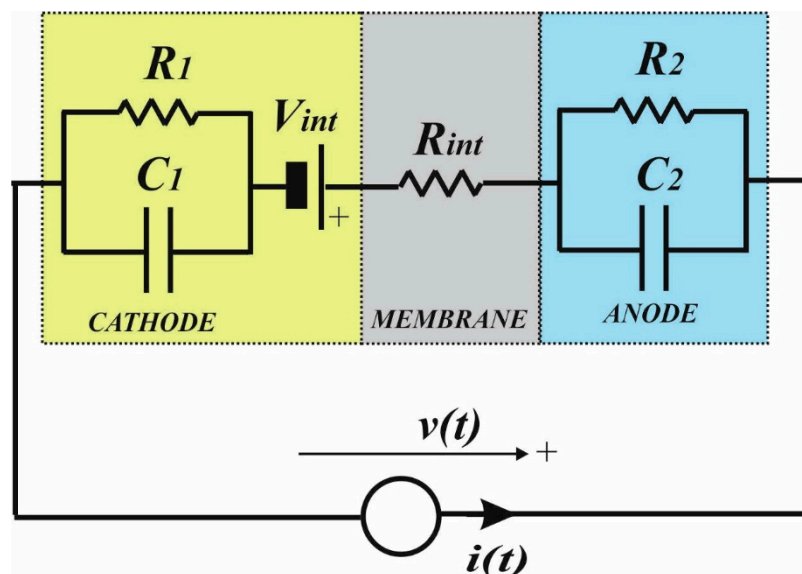 R1
R2
Vint
Rint
C1
C2
+
CATHODE
MEMBRANE
ANODE
v(t)
+
i(t)